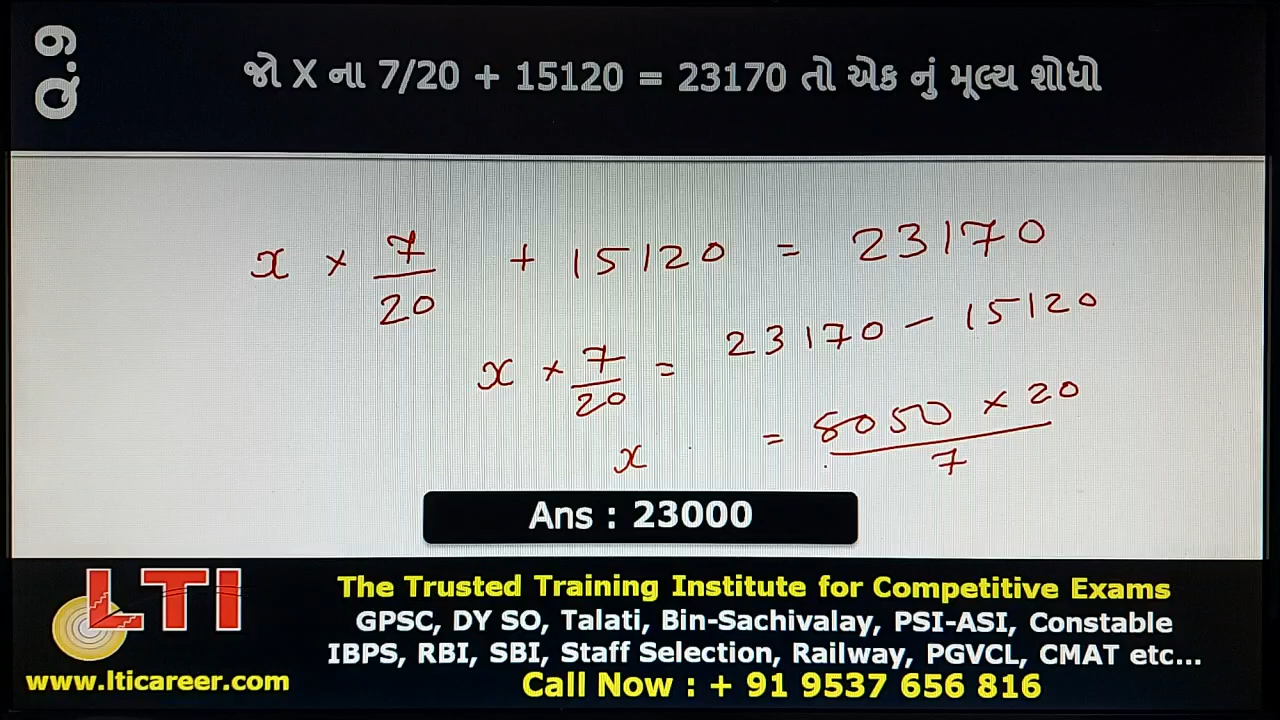 Q.9
જો X ના 7/20 + 15120 = 23170 તો એક નું મૂલ્ય શોધો
x × 7/20 + 15120 = 23170
x × 7/20 = 23170 - 15120
x = 8050 × 20 / 7
Ans : 23000
LTI
www.lticareer.com
The Trusted Training Institute for Competitive Exams
GPSC, DY SO, Talati, Bin-Sachivalay, PSI-ASI, Constable
IBPS, RBI, SBI, Staff Selection, Railway, PGVCL, CMAT etc...
Call Now : + 91 9537 656 816